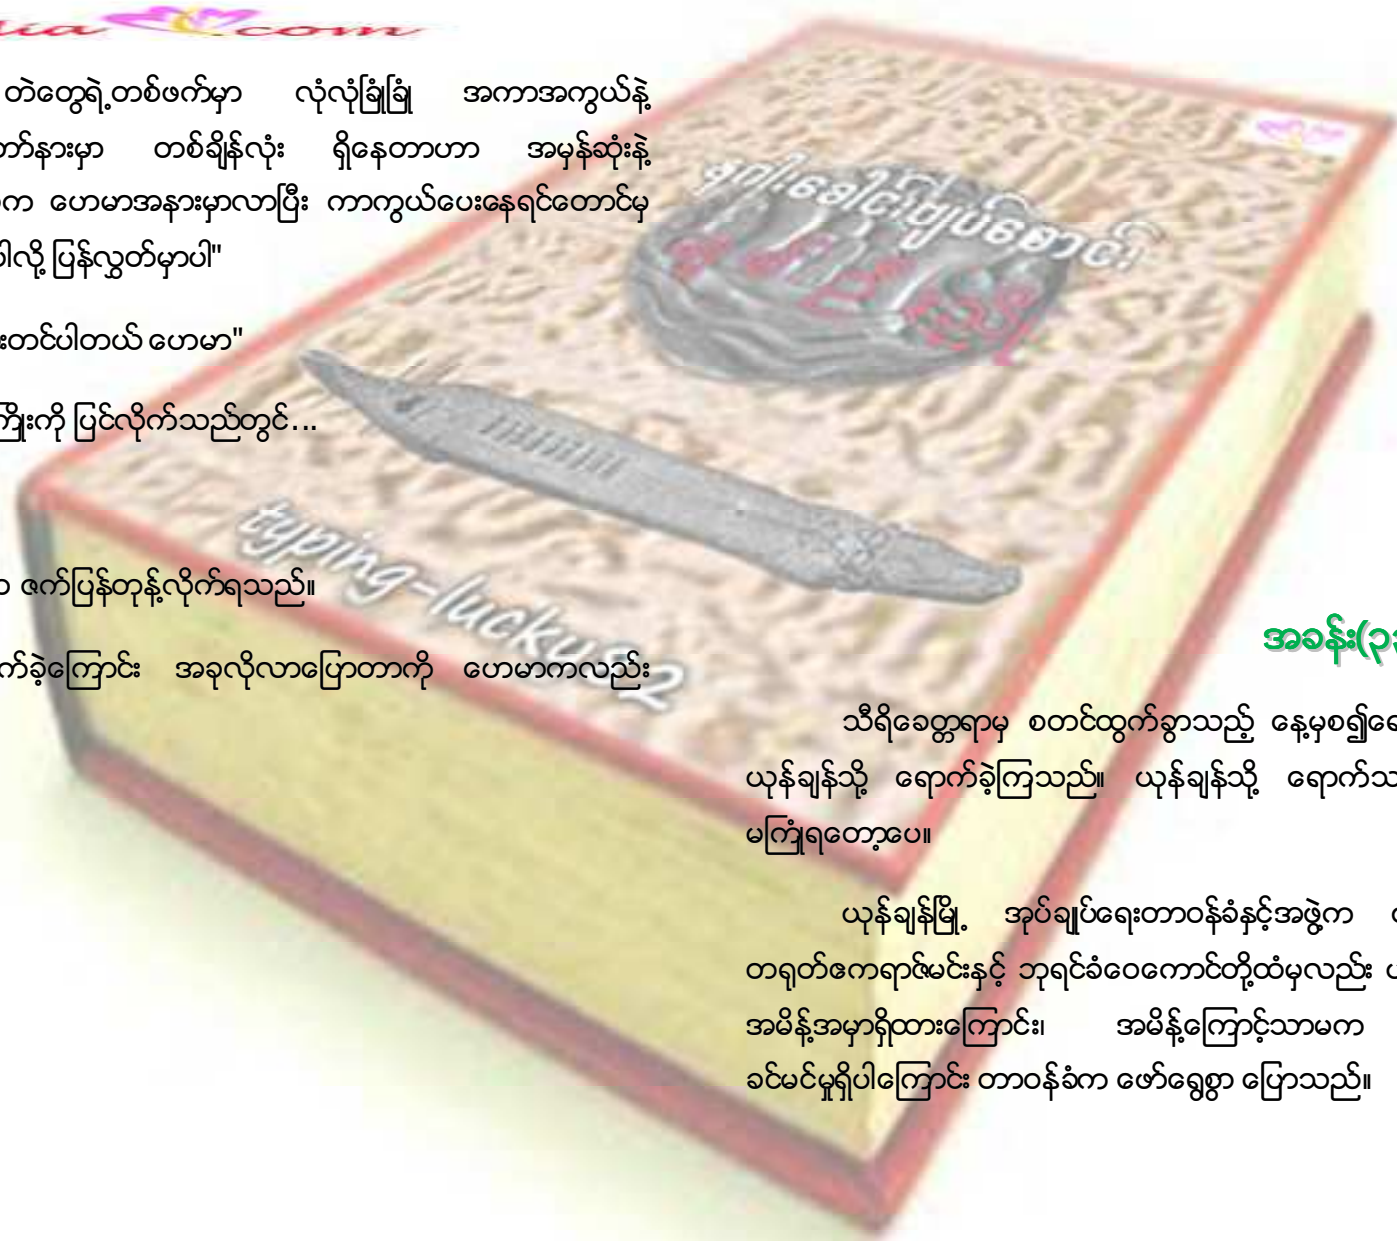 com
တဲတွေရဲ့တစ်ဖက်မှာ လုံလုံခြုံခြုံ အကာအကွယ်နဲ့
တော်နားမှာ တစ်ချိန်လုံး ရှိနေတာဟာ အမှန်ဆုံးနဲ့
က ဟေမာအနားမှာလာပြီး ကာကွယ်ပေးနေရင်တောင်မှ
ပါလို့ ပြန်လွှတ်မှာပါ"
းတင်ပါတယ် ဟေမာ"
ကြိုးကို ပြင်လိုက်သည်တွင်...
ဇက်ပြန်တုန့်လိုက်ရသည်။
က်ခဲ့ကြောင်း အခုလိုလာပြောတာကို ဟေမာကလည်း
typing-lucky32
အခန်း(၃
သီရိခေတ္တရာမှ စတင်ထွက်ခွာသည့် နေ့မှစ၍
ယုန်ချန်သို့ ရောက်ခဲ့ကြသည်။ ယုန်ချန်သို့ ရောက်သ
မကြုံရတော့ပေ။
ယုန်ချန်မြို့ အုပ်ချုပ်ရေးတာဝန်ခံနှင့်အဖွဲ့က
တရုတ်ဧကရာဇ်မင်းနှင့် ဘုရင်ခံဝေကောင်တို့ထံမှလည်း
အမိန့်အမှာရှိထားကြောင်း၊ အမိန့်ကြောင့်သာမက
ခင်မင်မှုရှိပါကြောင်း တာဝန်ခံက ဖော်ရွေစွာ ပြောသည်။